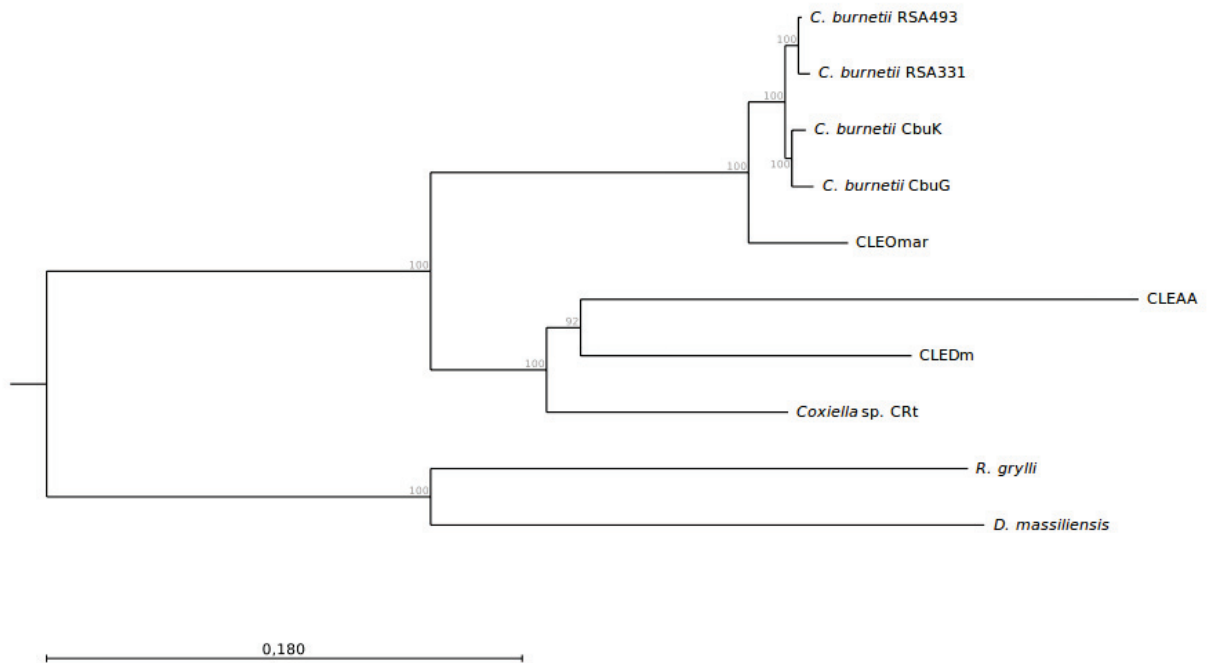 C. burnetii RSA493
100
C. burnetii RSA331
100
C. burnetii CbuK
100
100
C. burnetii CbuG
CLEOmar
100
CLEAA
92
CLEDm
100
Coxiella sp. CRt
R. grylli
100
D. massiliensis
0,180